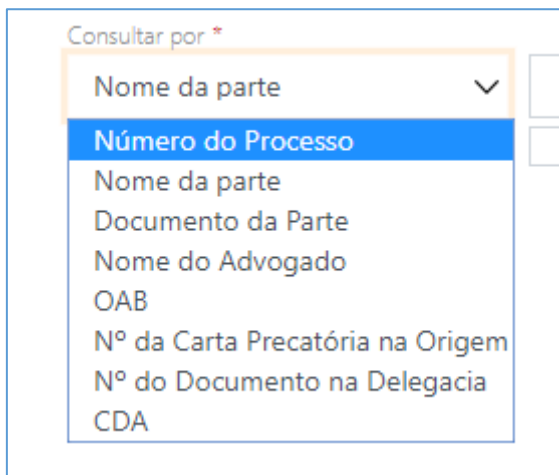 Consultar por *
Nome da parte
Número do Processo
Nome da parte
Documento da Parte
Nome do Advogado
OAB
Nº da Carta Precatória na Origem
Nº do Documento na Delegacia
CDA